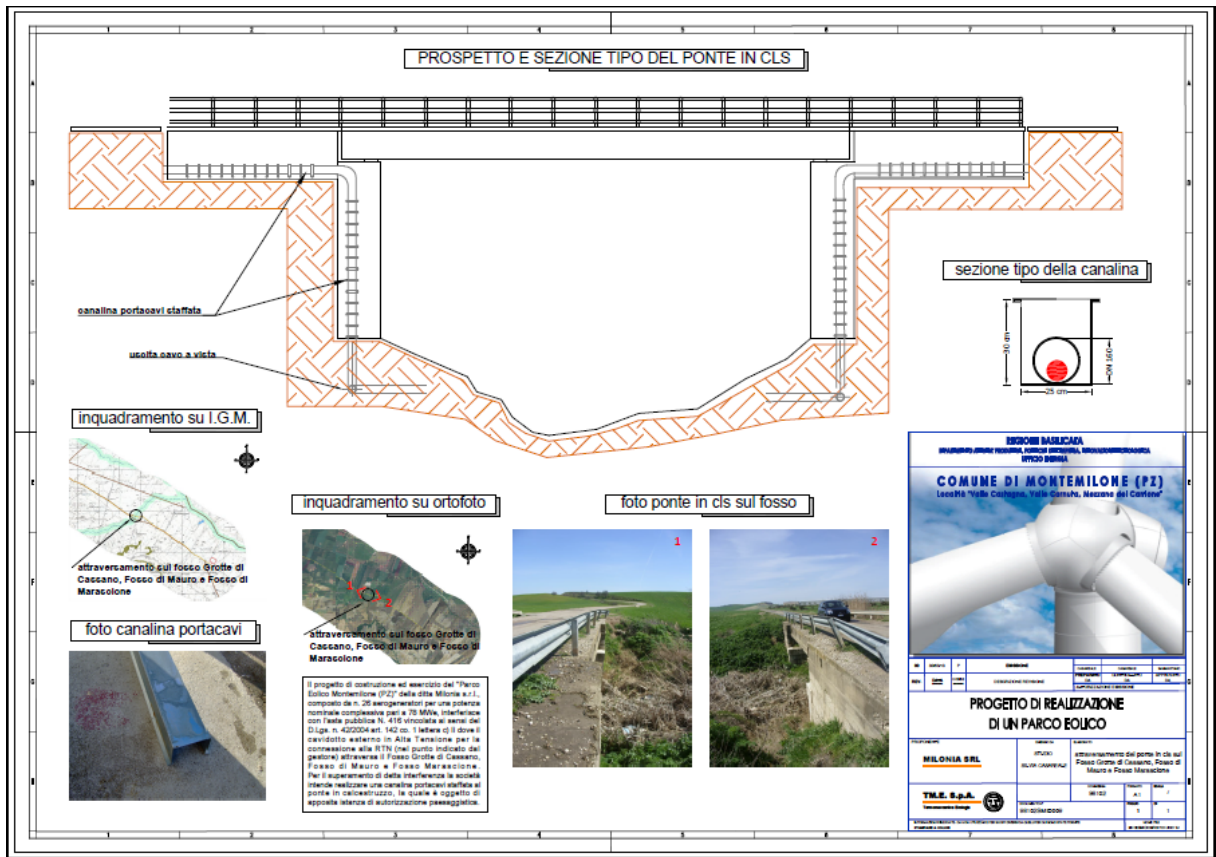 PROSPETTO E SEZIONE TIPO DEL PONTE IN CLS
canalina portacavi staffata
uscita cavo a vista
sezione tipo della canalina
30 cm
DN 160
25 cm
inquadramento su I.G.M.
attraversamento sul fosso Grotte di
Cassano, Fosso di Mauro e Fosso di
Marascione
foto canalina portacavi
inquadramento su ortofoto
1
2
attraversamento sul fosso Grotte di
Cassano, Fosso di Mauro e Fosso di
Marascione
Il progetto di costruzione ed esercizio del "Parco
Eolico Montemilone (PZ)" della ditta Milonia s.r.l.,
composto da n. 26 aerogeneratori per una potenza
nominale complessiva pari a 78 MWe, interferisce
con l'asta pubblica N. 416 vincolata ai sensi del
D.Lgs. n. 42/2004 art. 142 co. 1 lettera c) lì dove il
cavidotto esterno in Alta Tensione per la
connessione alla RTN (nel punto indicato dal
gestore) attraversa il Fosso Grotte di Cassano,
Fosso di Mauro e Fosso Marascione.
Per il superamento di detta interferenza la società
intende realizzare una canalina portacavi staffata al
ponte in calcestruzzo, la quale è oggetto di
apposita istanza di autorizzazione paesaggistica.
foto ponte in cls sul fosso
1
2
REGIONE BASILICATA
UFFICIO ENERGIA
COMUNE DI MONTEMILONE (PZ)
PROGETTO DI REALIZZAZIONE
DI UN PARCO EOLICO
MILONIA SRL
attraversamento del ponte in cls sul
Fosso Grotte di Cassano, Fosso di
Mauro e Fosso Marascione
T.M.E. S.p.A.